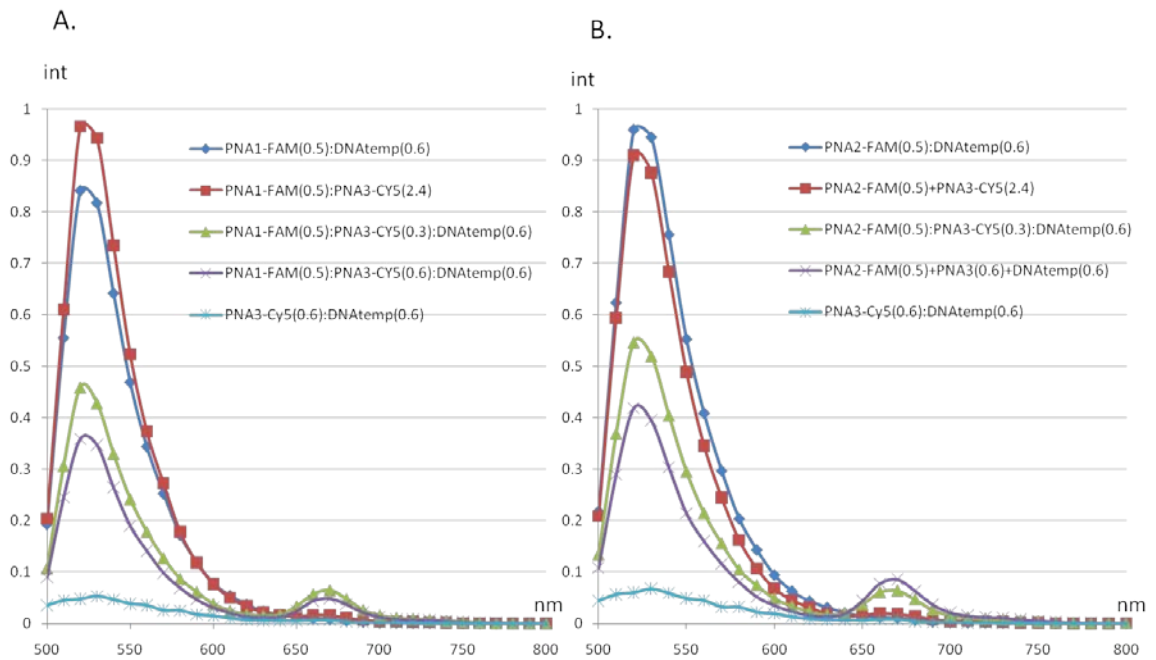 A.
int
1
0.9
0.8
0.7
0.6
0.5
0.4
0.3
0.2
0.1
0
PNA1-FAM(0.5):DNAtemp(0.6)
PNA1-FAM(0.5):PNA3-CY5(2.4)
PNA1-FAM(0.5):PNA3-CY5(0.3):DNAtemp(0.6)
PNA1-FAM(0.5):PNA3-CY5(0.6):DNAtemp(0.6)
PNA3-Cy5(0.6):DNAtemp(0.6)
nm
500 550 600 650 700 750 800
B.
int
1
0.9
0.8
0.7
0.6
0.5
0.4
0.3
0.2
0.1
0
PNA2-FAM(0.5):DNAtemp(0.6)
PNA2-FAM(0.5)+PNA3-CY5(2.4)
PNA2-FAM(0.5):PNA3-CY5(0.3):DNAtemp(0.6)
PNA2-FAM(0.5)+PNA3(0.6)+DNAtemp(0.6)
PNA3-Cy5(0.6):DNAtemp(0.6)
nm
500 550 600 650 700 750 800